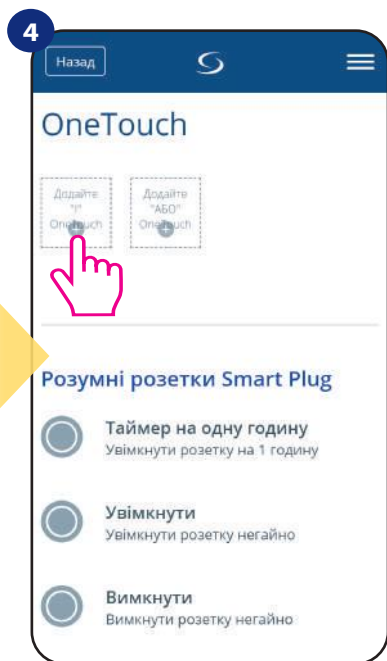 4
Назад
OneTouch
Додайте Додайте
"І" "АБО"
OneTouch OneTouch
Розумні розетки Smart Plug
Таймер на одну годину
Увімкнути розетку на 1 годину
Увімкнути
Увімкнути розетку негайно
Вимкнути
Вимкнути розетку негайно